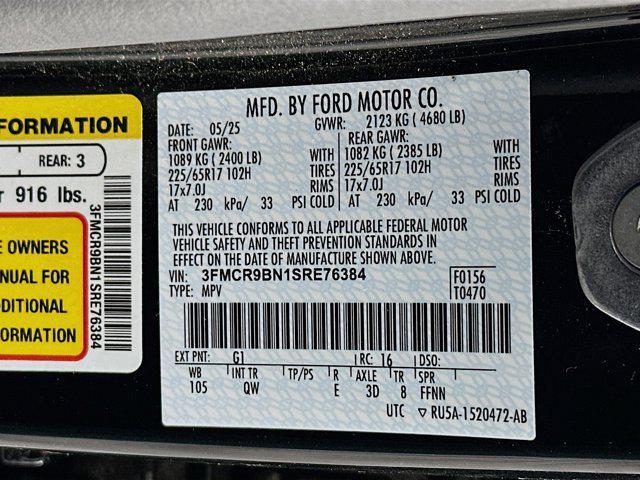 FORMATION
REAR: 3
r 916 lbs.
E OWNERS
NUAL FOR
DDITIONAL
ORMATION
3FMCR9BN1SRE76384
MFD. BY FORD MOTOR CO.
DATE: 05/25 GVWR: 2123 KG ( 4680 LB)
FRONT GAWR: REAR GAWR:
1089 KG ( 2400 LB) WITH 1082 KG ( 2385 LB) WITH
225/65R17 102H TIRES 225/65R17 102H TIRES
17x7.0J RIMS 17x7.0J RIMS
AT 230 kPa/ 33 PSI COLD AT 230 kPa/ 33 PSI COLD
THIS VEHICLE CONFORMS TO ALL APPLICABLE FEDERAL MOTOR
VEHICLE SAFETY AND THEFT PREVENTION STANDARDS IN
EFFECT ON THE DATE OF MANUFACTURE SHOWN ABOVE.
VIN: 3FMCR9BN1SRE76384 F0156
TYPE: MPV T0470
EXT PNT: G1 RC: 16 DSO:
WB INT TR TP/PS R AXLE TR SPR
105 QW E 3D 8 FFNN
UTC ▽ RU5A-1520472-AB